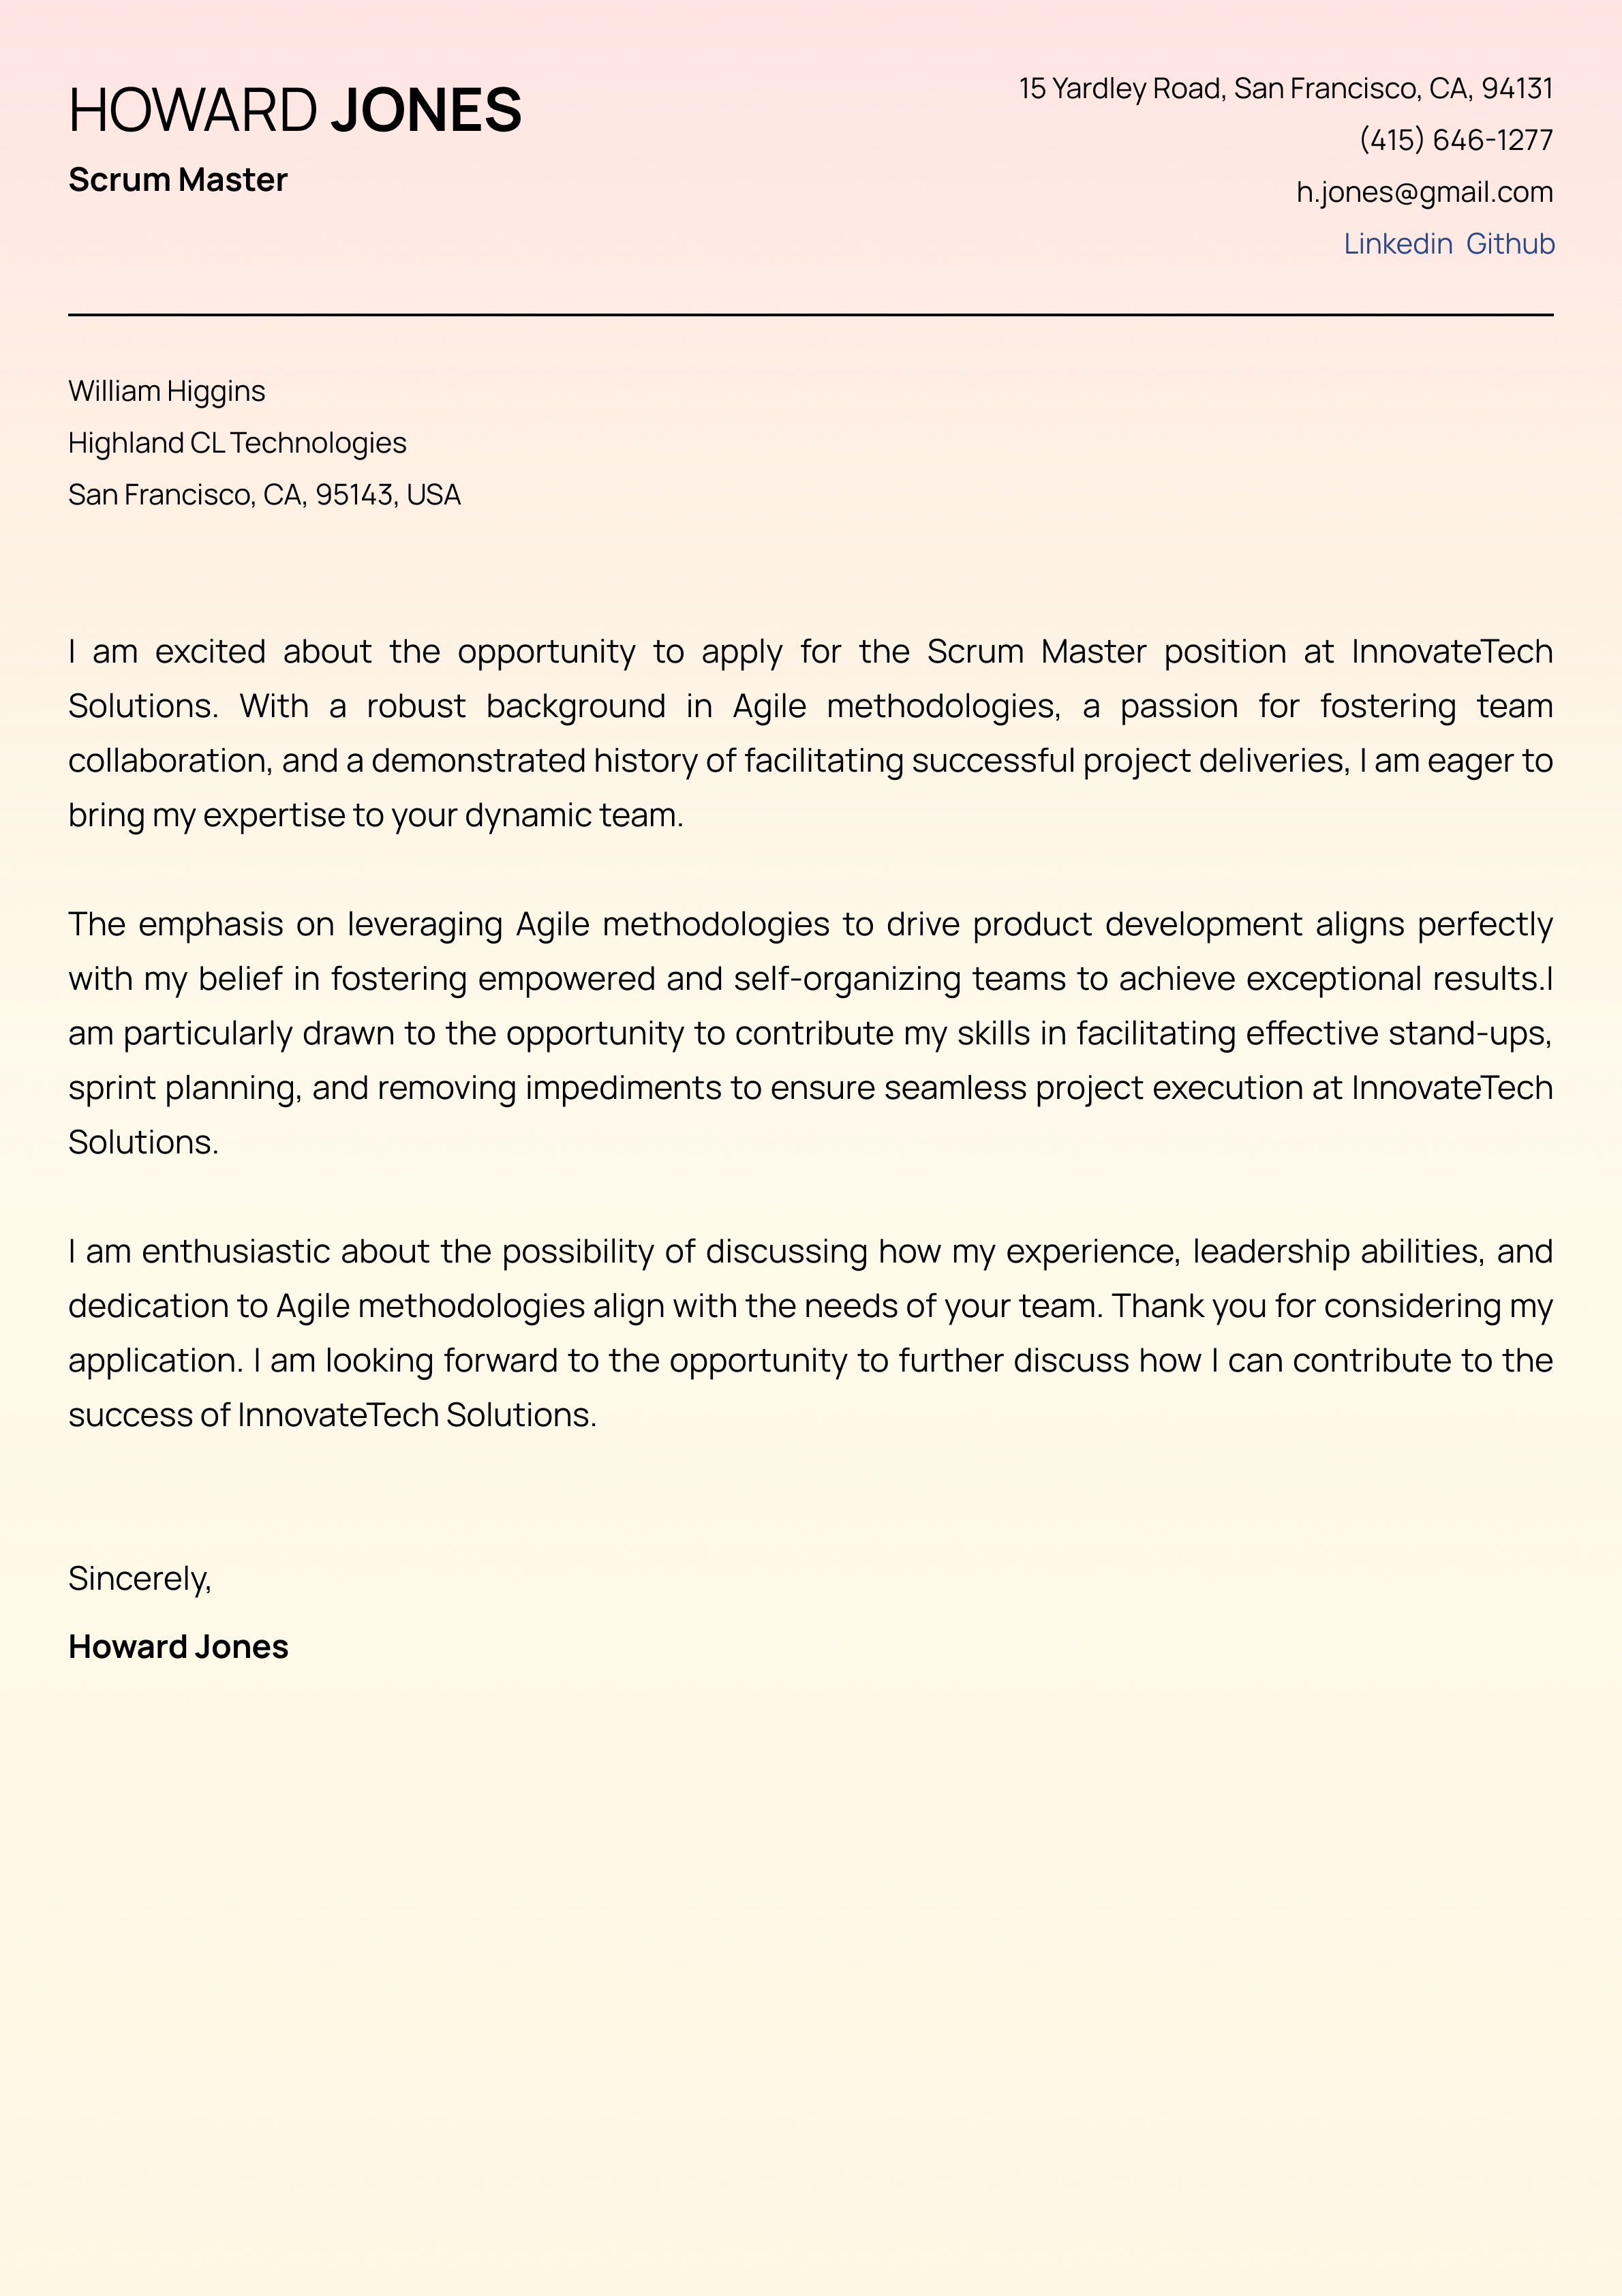 HOWARD JONES
Scrum Master
15 Yardley Road, San Francisco, CA, 94131
(415) 646-1277
h.jones@gmail.com
Linkedin Github
William Higgins
Highland CL Technologies
San Francisco, CA, 95143, USA
I am excited about the opportunity to apply for the Scrum Master position at InnovateTech
Solutions. With a robust background in Agile methodologies, a passion for fostering team
collaboration, and a demonstrated history of facilitating successful project deliveries, I am eager to
bring my expertise to your dynamic team.
The emphasis on leveraging Agile methodologies to drive product development aligns perfectly
with my belief in fostering empowered and self-organizing teams to achieve exceptional results.I
am particularly drawn to the opportunity to contribute my skills in facilitating effective stand-ups,
sprint planning, and removing impediments to ensure seamless project execution at InnovateTech
Solutions.
I am enthusiastic about the possibility of discussing how my experience, leadership abilities, and
dedication to Agile methodologies align with the needs of your team. Thank you for considering my
application. I am looking forward to the opportunity to further discuss how I can contribute to the
success of InnovateTech Solutions.
Sincerely,
Howard Jones